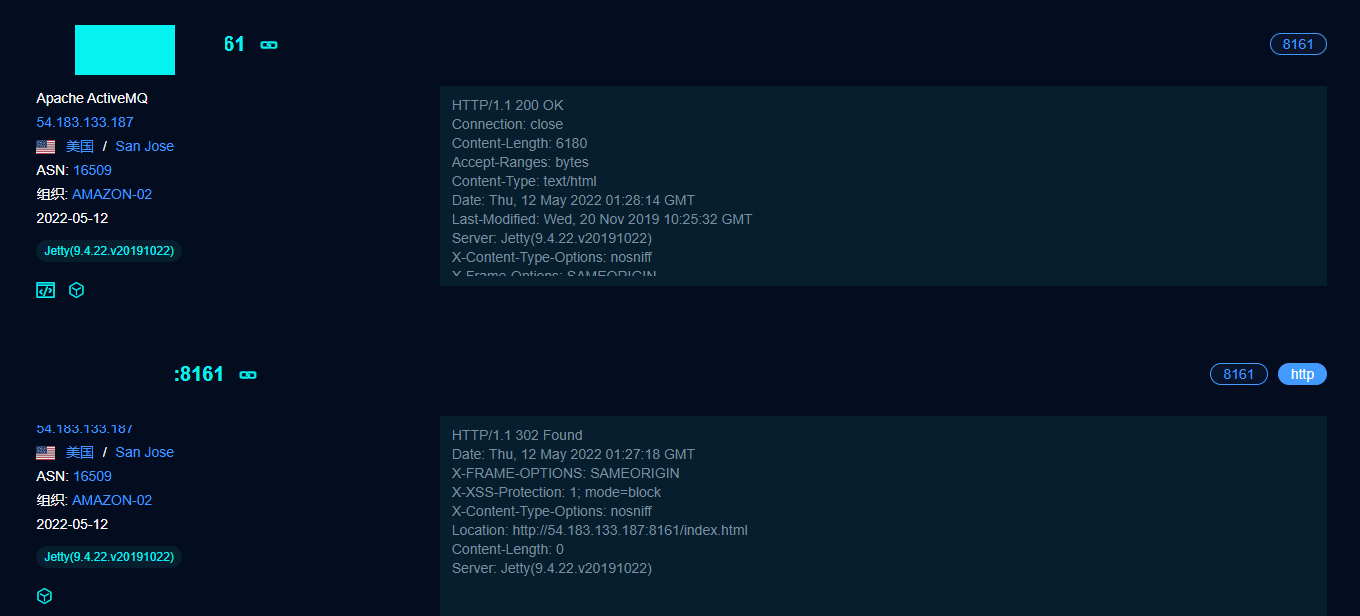 61
8161
Apache ActiveMQ
54.183.133.187
美国 / San Jose
ASN: 16509
组织: AMAZON-02
2022-05-12
Jetty(9.4.22.v20191022)
HTTP/1.1 200 OK
Connection: close
Content-Length: 6180
Accept-Ranges: bytes
Content-Type: text/html
Date: Thu, 12 May 2022 01:28:14 GMT
Last-Modified: Wed, 20 Nov 2019 10:25:32 GMT
Server: Jetty(9.4.22.v20191022)
X-Content-Type-Options: nosniff
X-Frame-Options: SAMEORIGIN
:8161
8161 http
54.183.133.187
美国 / San Jose
ASN: 16509
组织: AMAZON-02
2022-05-12
Jetty(9.4.22.v20191022)
HTTP/1.1 302 Found
Date: Thu, 12 May 2022 01:27:18 GMT
X-FRAME-OPTIONS: SAMEORIGIN
X-XSS-Protection: 1; mode=block
X-Content-Type-Options: nosniff
Location: http://54.183.133.187:8161/index.html
Content-Length: 0
Server: Jetty(9.4.22.v20191022)